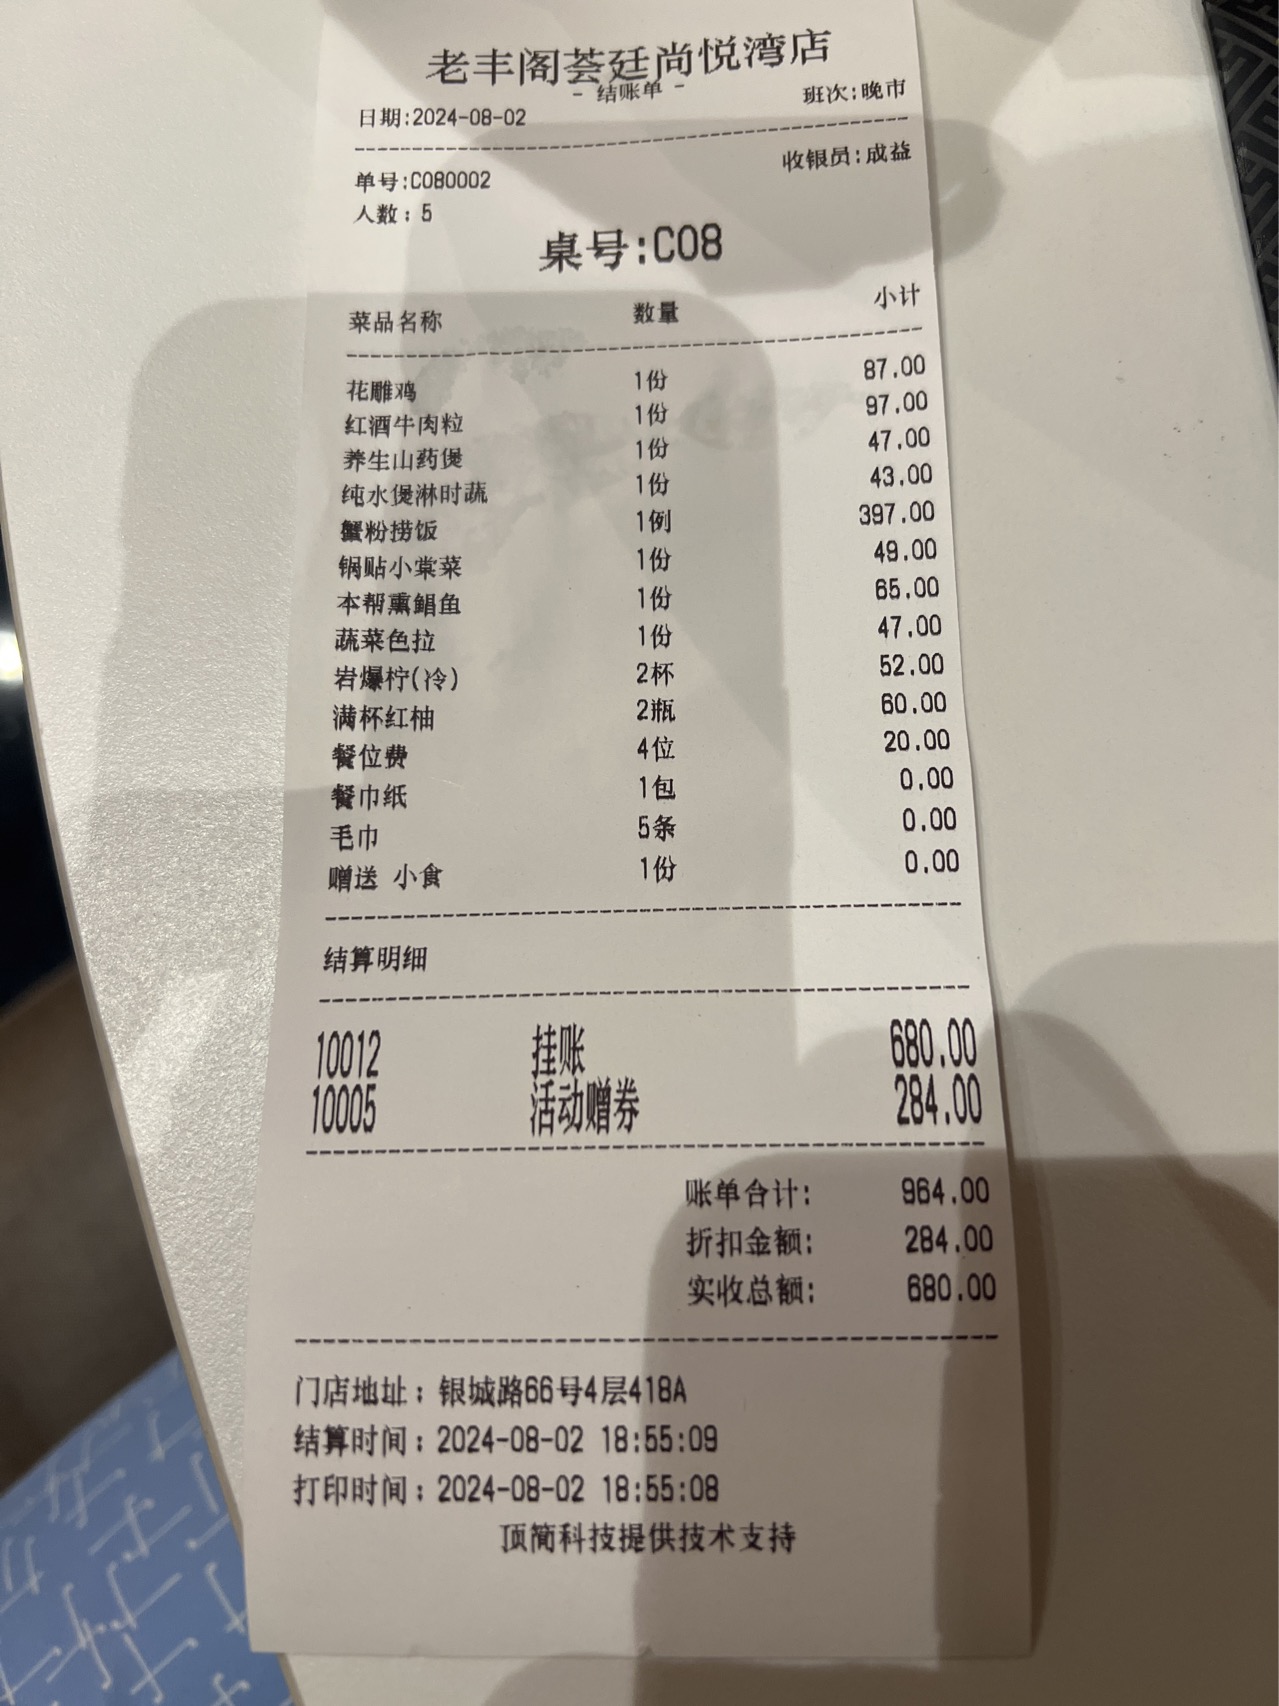 老丰阁荟廷尚悦湾店
- 结账单 -
日期:2024-08-02 班次:晚市
单号:C080002 收银员:成益
人数: 5
桌号:C08
菜品名称 数量 小计
花雕鸡 1份 87.00
红酒牛肉粒 1份 97.00
养生山药煲 1份 47.00
纯水煲淋时蔬 1份 43.00
蟹粉捞饭 1例 397.00
锅贴小棠菜 1份 49.00
本帮熏鲳鱼 1份 65.00
蔬菜色拉 1份 47.00
岩爆柠(冷) 2杯 52.00
满杯红柚 2瓶 60.00
餐位费 4位 20.00
餐巾纸 1包 0.00
毛巾 5条 0.00
赠送 小食 1份 0.00
结算明细
10012 挂账 680.00
10005 活动赠券 284.00
账单合计: 964.00
折扣金额: 284.00
实收总额: 680.00
门店地址: 银城路66号4层418A
结算时间: 2024-08-02 18:55:09
打印时间: 2024-08-02 18:55:08
顶简科技提供技术支持